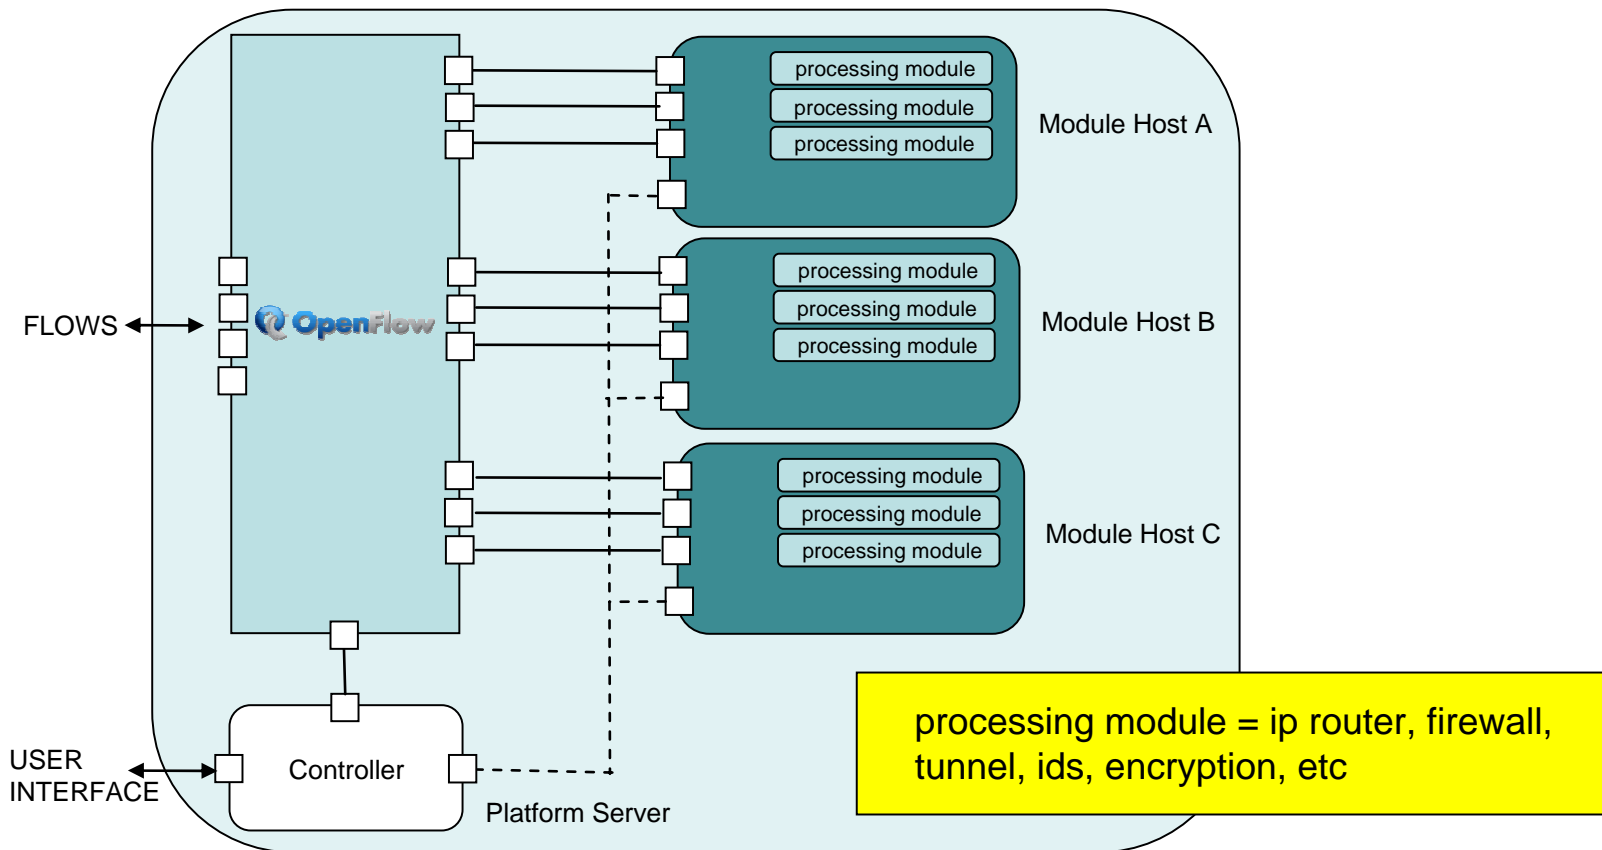 processing module
processing module
processing module
Module Host A
processing module
processing module
processing module
Module Host B
FLOWS
OpenFlow
processing module
processing module
processing module
Module Host C
USER
INTERFACE
Controller
Platform Server
processing module = ip router, firewall,
tunnel, ids, encryption, etc